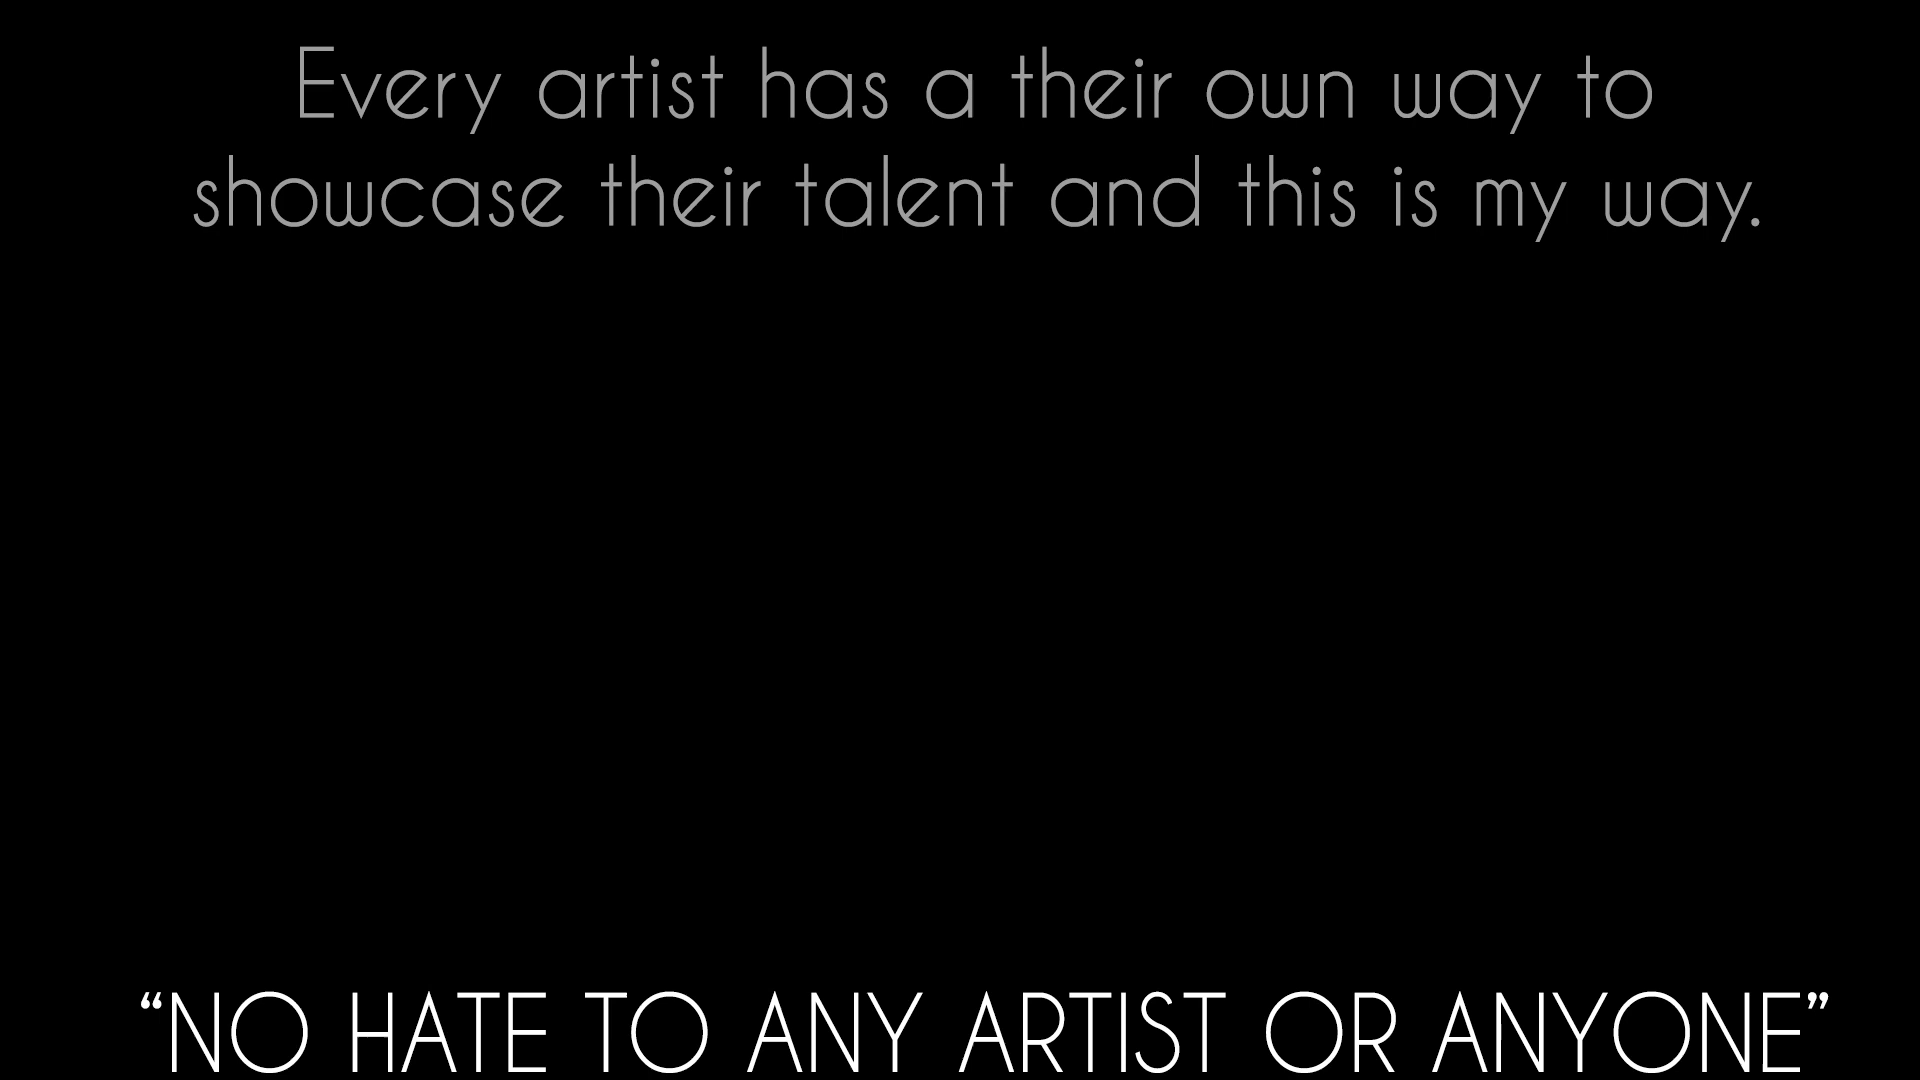 Every artist has a their own way to
showcase their talent and this is my way.
“NO HATE TO ANY ARTIST OR ANYONE”